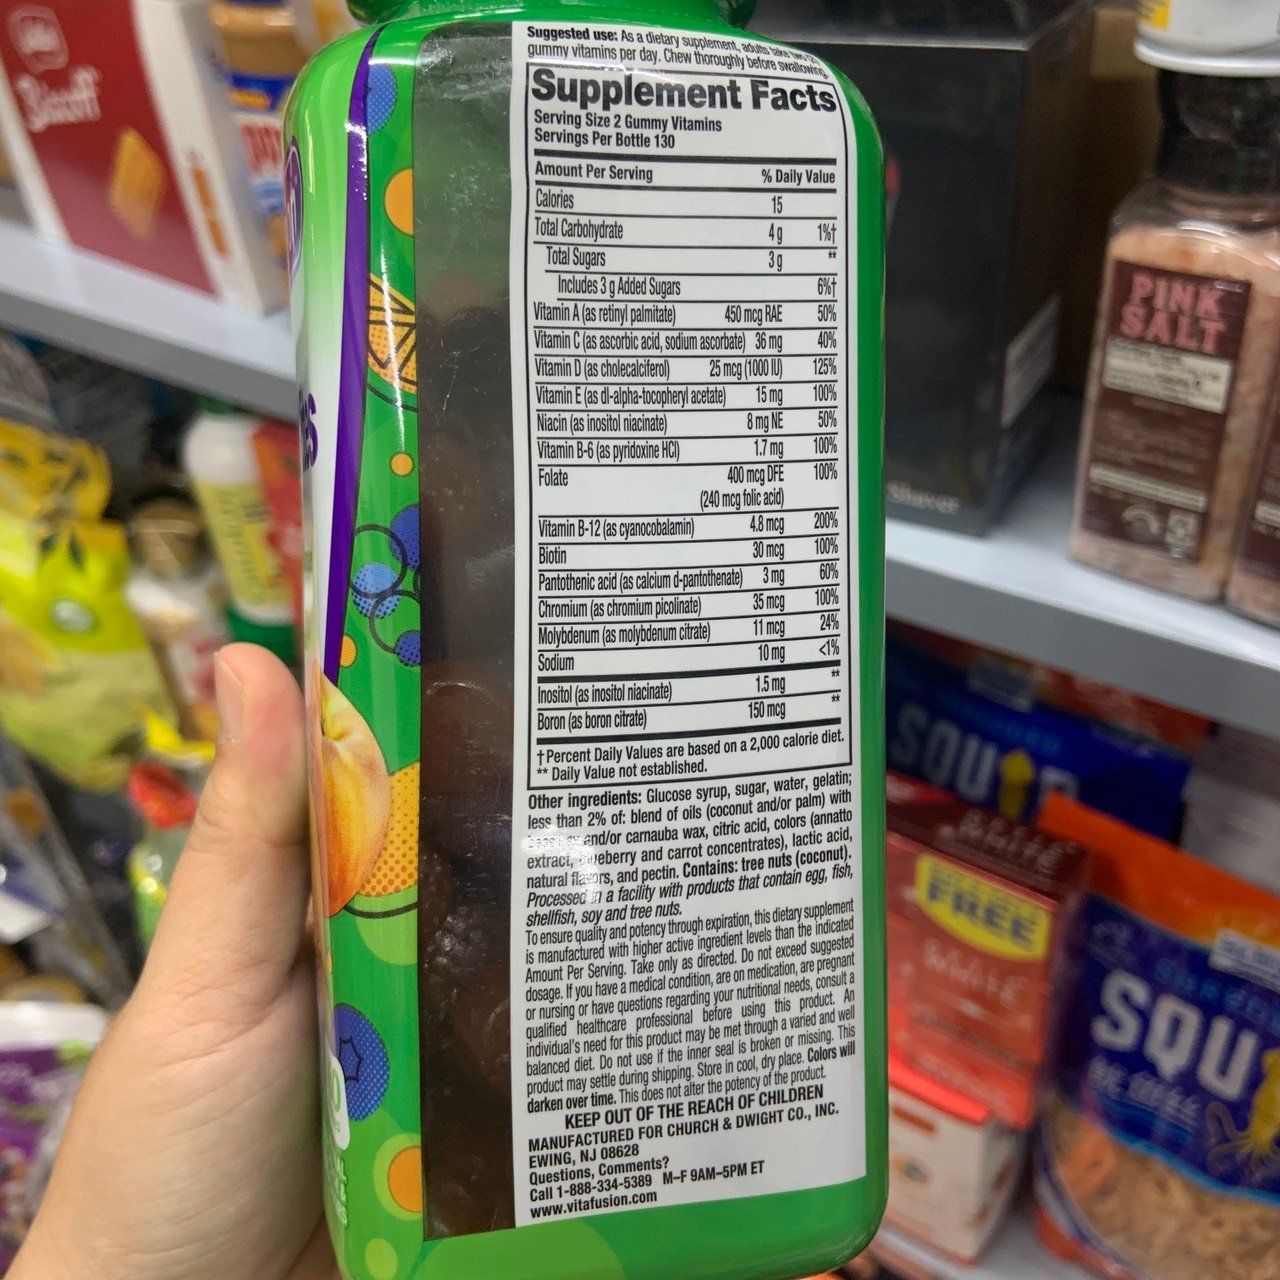 Suggested use: As a dietary supplement, adults take two (2)
gummy vitamins per day. Chew thoroughly before swallowing.
Supplement Facts
Serving Size 2 Gummy Vitamins
Servings Per Bottle 130
Amount Per Serving % Daily Value
Calories 15
Total Carbohydrate 4 g 1%†
Total Sugars 3 g **
Includes 3 g Added Sugars 6%†
Vitamin A (as retinyl palmitate) 450 mcg RAE 50%
Vitamin C (as ascorbic acid, sodium ascorbate) 36 mg 40%
Vitamin D (as cholecalciferol) 25 mcg (1000 IU) 125%
Vitamin E (as dl-alpha-tocopheryl acetate) 15 mg 100%
Niacin (as inositol niacinate) 8 mg NE 50%
Vitamin B-6 (as pyridoxine HCl) 1.7 mg 100%
Folate 400 mcg DFE 100%
(240 mcg folic acid)
Vitamin B-12 (as cyanocobalamin) 4.8 mcg 200%
Biotin 30 mcg 100%
Pantothenic acid (as calcium d-pantothenate) 3 mg 60%
Chromium (as chromium picolinate) 35 mcg 100%
Molybdenum (as molybdenum citrate) 11 mcg 24%
Sodium 10 mg <1%
Inositol (as inositol niacinate) 1.5 mg **
Boron (as boron citrate) 150 mcg **
†Percent Daily Values are based on a 2,000 calorie diet.
** Daily Value not established.
Other ingredients: Glucose syrup, sugar, water, gelatin;
less than 2% of: blend of oils (coconut and/or palm) with
and/or carnauba wax, citric acid, colors (annatto
extract, blueberry and carrot concentrates), lactic acid,
natural flavors, and pectin. Contains: tree nuts (coconut).
Processed in a facility with products that contain egg, fish,
shellfish, soy and tree nuts.
To ensure quality and potency through expiration, this dietary supplement
is manufactured with higher active ingredient levels than the indicated
Amount Per Serving. Take only as directed. Do not exceed suggested
dosage. If you have a medical condition, are on medication, are pregnant
or nursing or have questions regarding your nutritional needs, consult a
qualified healthcare professional before using this product. An
individual's need for this product may be met through a varied and well
balanced diet. Do not use if the inner seal is broken or missing. This
product may settle during shipping. Store in cool, dry place. Colors will
darken over time. This does not alter the potency of the product.
KEEP OUT OF THE REACH OF CHILDREN
MANUFACTURED FOR CHURCH & DWIGHT CO., INC.
EWING, NJ 08628
Questions, Comments?
Call 1-888-334-5389 M–F 9AM–5PM ET
www.vitafusion.com
PINK
SALT
Shaver
FREE
SQU